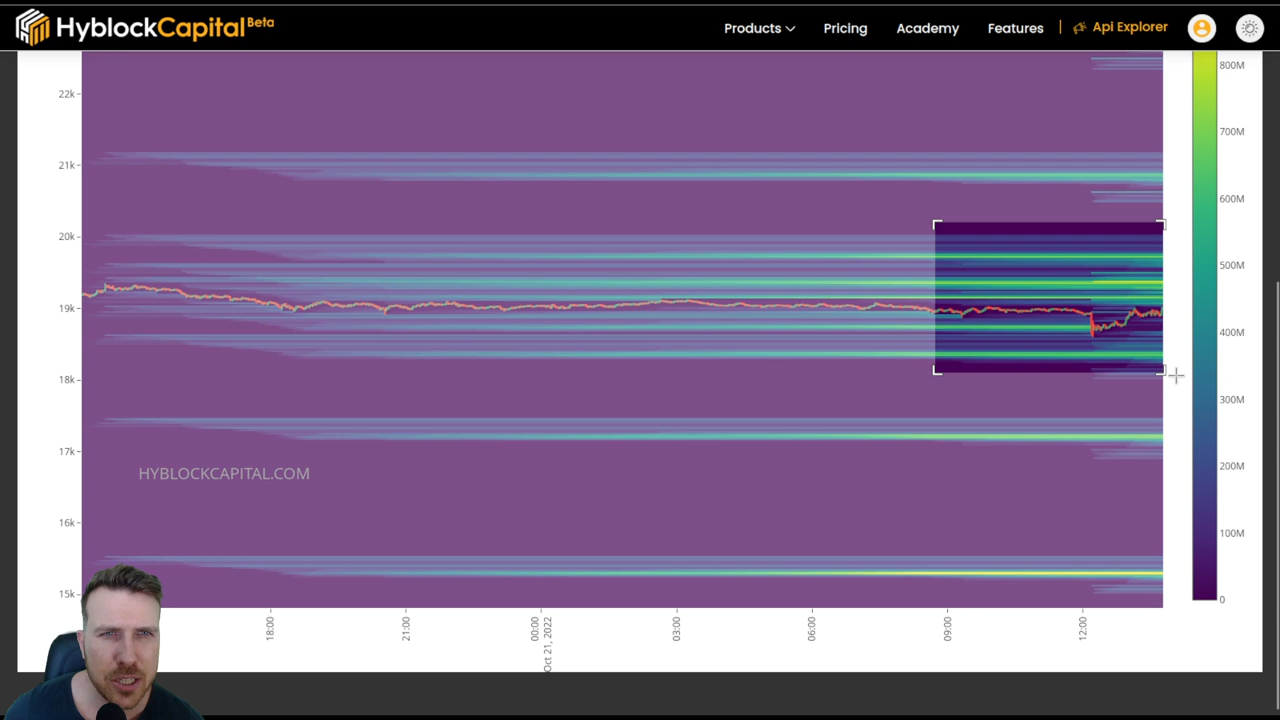 HyblockCapital Beta
Products Pricing Academy Features Api Explorer
800M
22k
700M
21k
600M
20k
500M
19k
400M
18k
300M
17k
200M
HYBLOCKCAPITAL.COM
16k
100M
15k
0
18:00 21:00 00:00 03:00 06:00 09:00 12:00
Oct 21, 2022